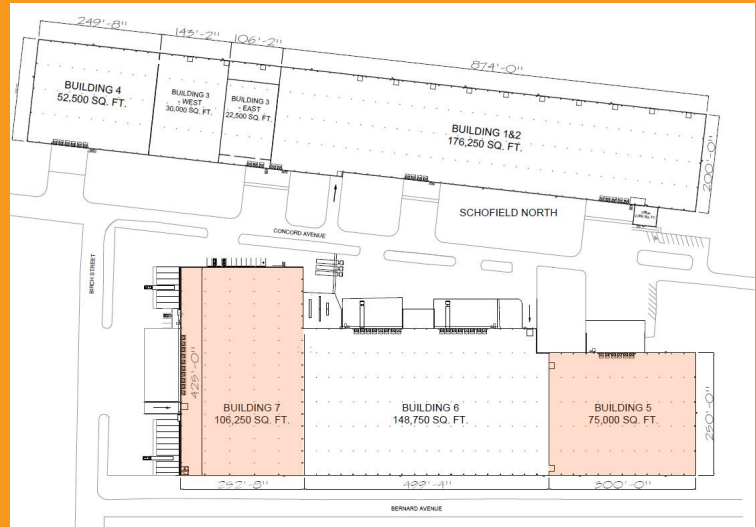 249'-8"
143'-2"
106'-2"
874'-0"
BUILDING 4
52,500 SQ. FT.
BUILDING 3
- WEST
30,000 SQ. FT.
BUILDING 3
- EAST
22,500 SQ. FT.
BUILDING 1&2
176,250 SQ. FT.
200'-0"
Office
SCHOFIELD NORTH
CONCORD AVENUE
BIRCH STREET
425'-0"
BUILDING 7
106,250 SQ. FT.
BUILDING 6
148,750 SQ. FT.
BUILDING 5
75,000 SQ. FT.
250'-0"
252'-8"
499'-4"
300'-0"
BERNARD AVENUE